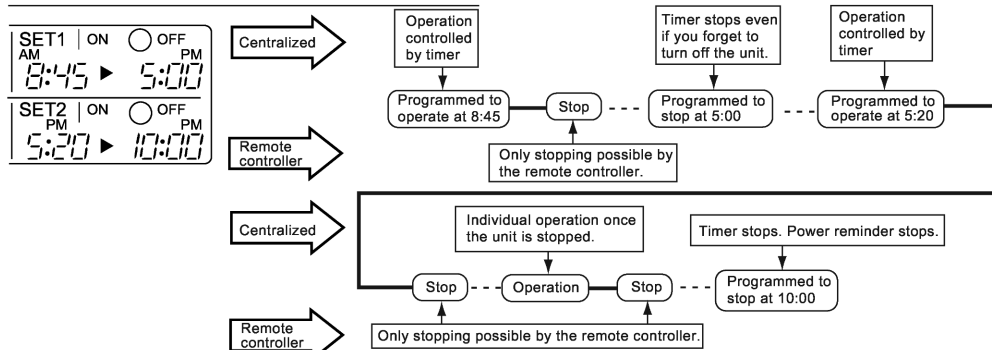 SET1 | ON OFF
AM PM
8:45 ▶ 5:00
SET2 | ON OFF
PM PM
5:20 ▶ 10:00
Centralized
Operation
controlled
by timer
Timer stops even
if you forget to
turn off the unit.
Operation
controlled by
timer
Programmed to
operate at 8:45
Stop
Programmed to
stop at 5:00
Programmed to
operate at 5:20
Remote
controller
Only stopping possible by
the remote controller.
Centralized
Individual operation once
the unit is stopped.
Timer stops. Power reminder stops.
Stop
Operation
Stop
Programmed to
stop at 10:00
Remote
controller
Only stopping possible by the remote controller.